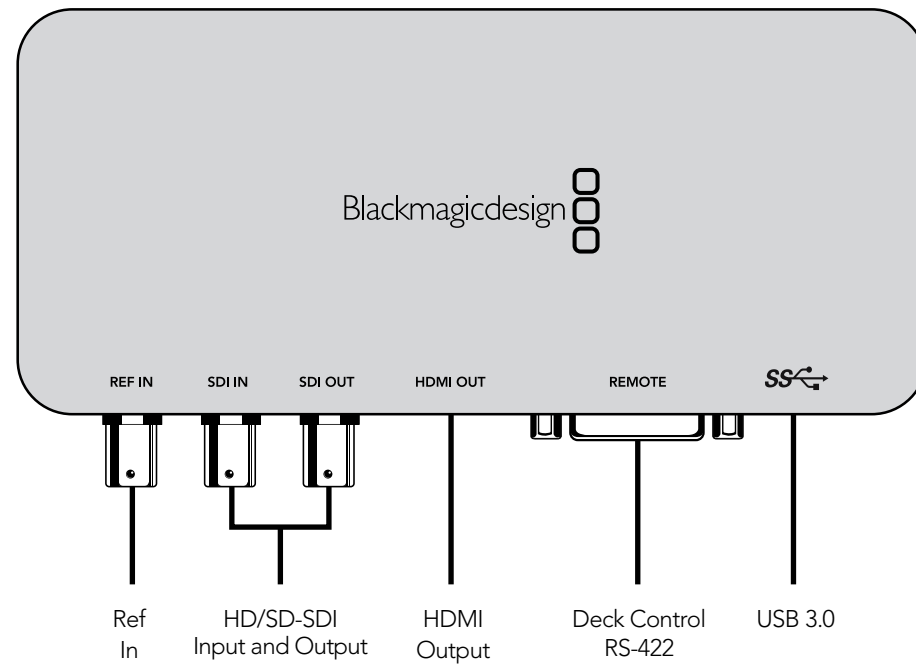 Blackmagicdesign
REF IN
SDI IN
SDI OUT
HDMI OUT
REMOTE
SS
Ref
In
HD/SD-SDI
Input and Output
HDMI
Output
Deck Control
RS-422
USB 3.0